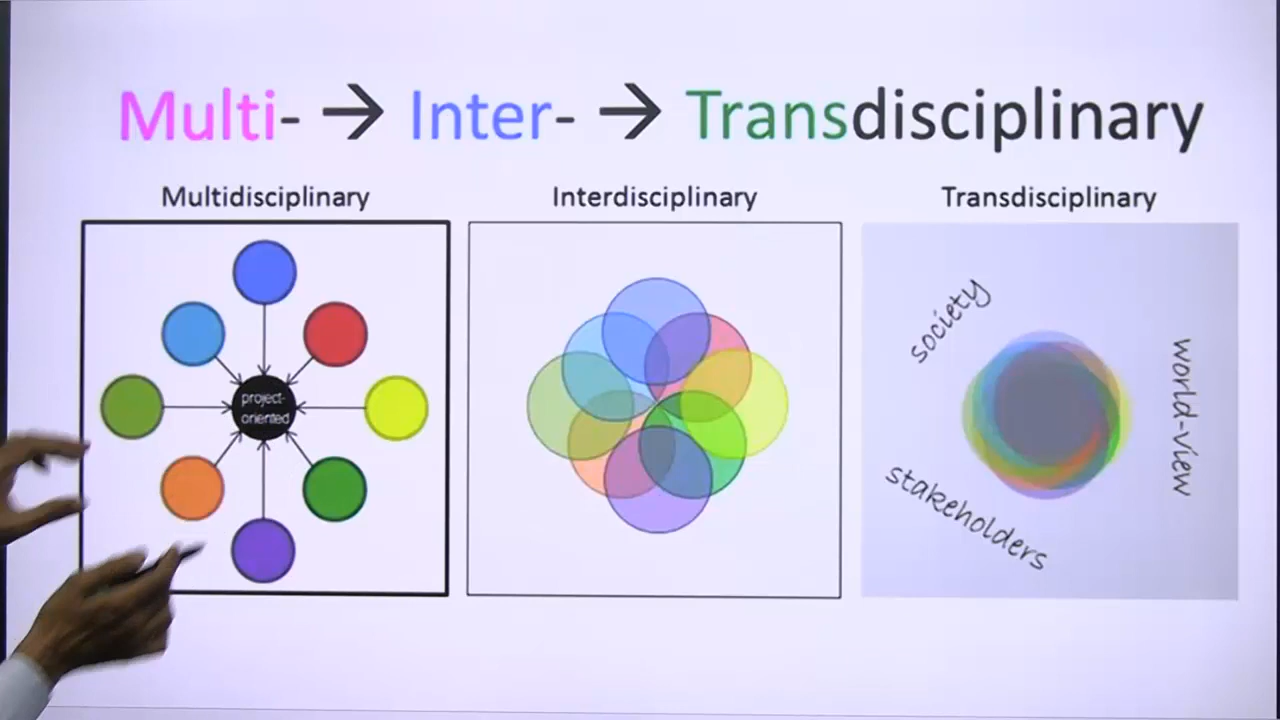 Multi- → Inter- → Transdisciplinary
Multidisciplinary
Interdisciplinary
Transdisciplinary
project-
oriented
society
world-view
stakeholders